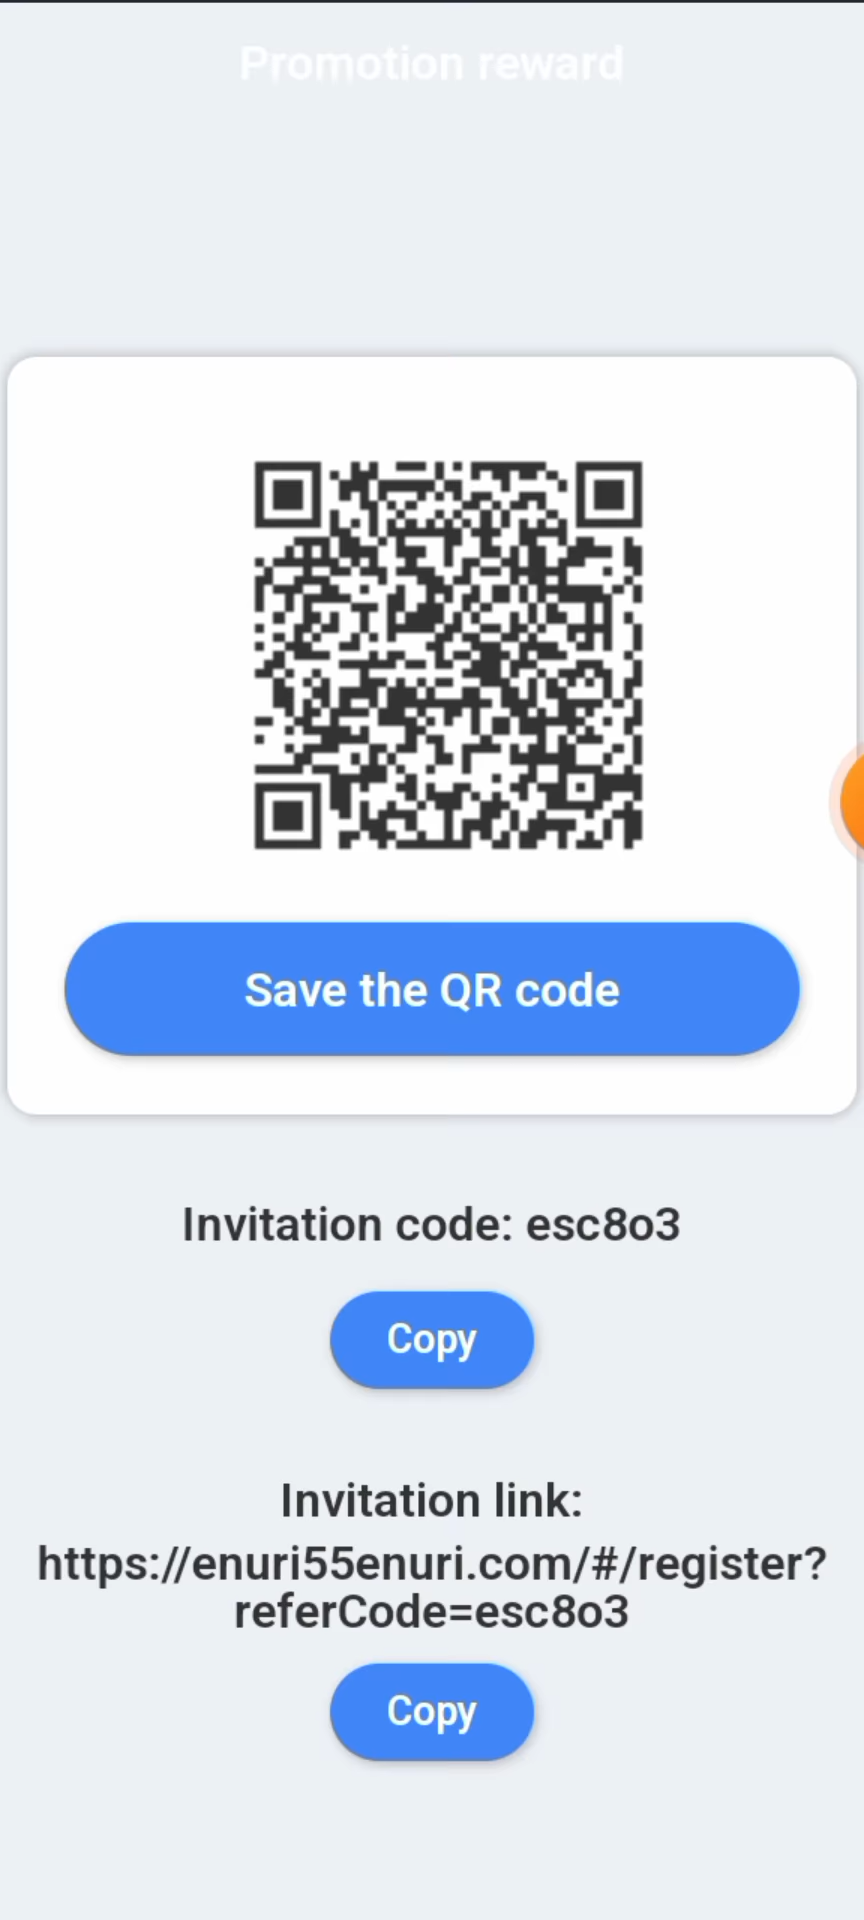 Promotion reward
Save the QR code
Invitation code: esc8o3
Copy
Invitation link:
https://enuri55enuri.com/#/register?
referCode=esc8o3
Copy